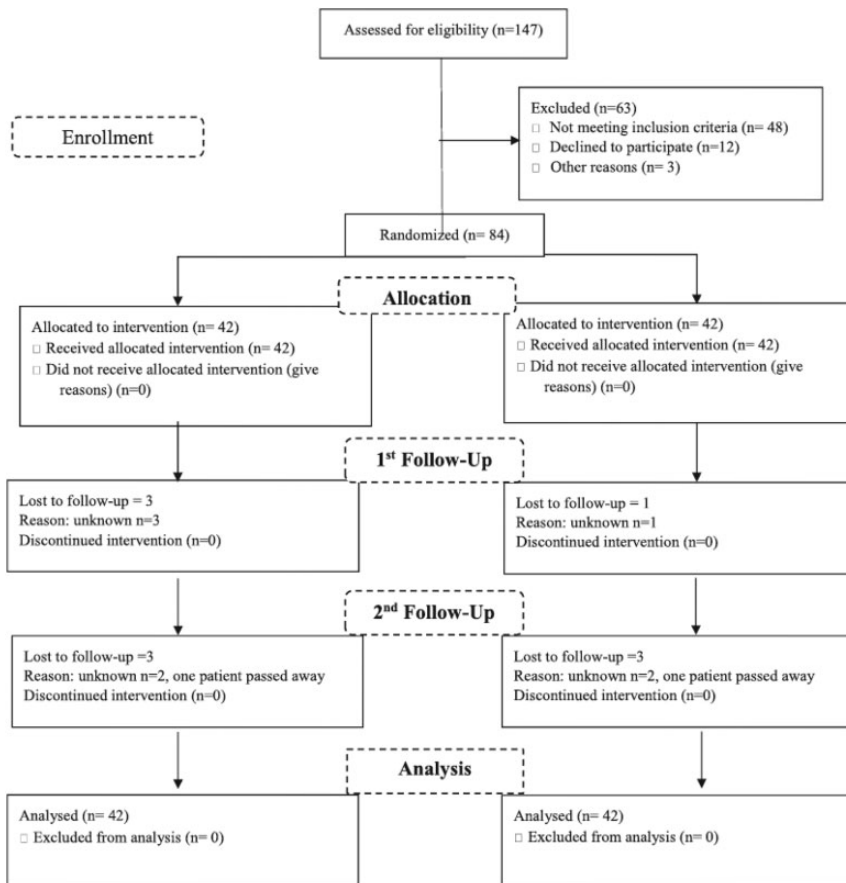 Assessed for eligibility (n=147)
Excluded (n=63)
□ Not meeting inclusion criteria (n= 48)
□ Declined to participate (n=12)
□ Other reasons (n= 3)
Enrollment
Randomized (n= 84)
Allocation
Allocated to intervention (n= 42)
□ Received allocated intervention (n= 42)
□ Did not receive allocated intervention (give
reasons) (n=0)
Allocated to intervention (n= 42)
□ Received allocated intervention (n= 42)
□ Did not receive allocated intervention (give
reasons) (n=0)
1st Follow-Up
Lost to follow-up = 3
Reason: unknown n=3
Discontinued intervention (n=0)
Lost to follow-up = 1
Reason: unknown n=1
Discontinued intervention (n=0)
2nd Follow-Up
Lost to follow-up =3
Reason: unknown n=2, one patient passed away
Discontinued intervention (n=0)
Lost to follow-up =3
Reason: unknown n=2, one patient passed away
Discontinued intervention (n=0)
Analysis
Analysed (n= 42)
□ Excluded from analysis (n= 0)
Analysed (n= 42)
□ Excluded from analysis (n= 0)